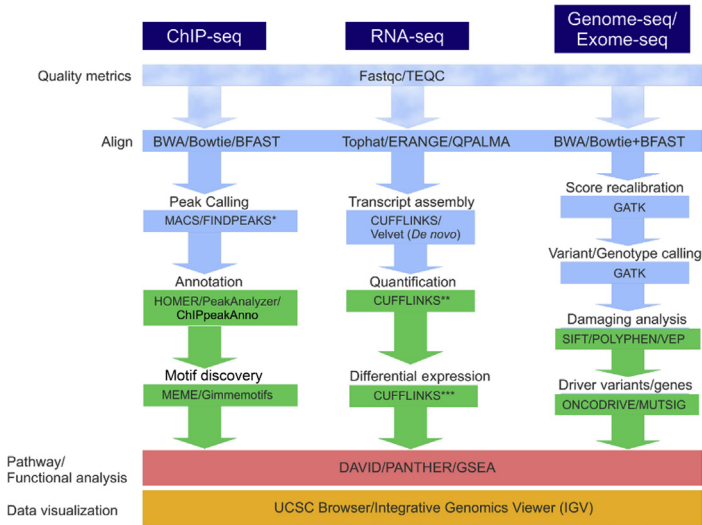 ChIP-seq
RNA-seq
Genome-seq/
Exome-seq
Quality metrics
Fastqc/TEQC
Align
BWA/Bowtie/BFAST
Tophat/ERANGE/QPALMA
BWA/Bowtie+BFAST
Peak Calling
MACS/FINDPEAKS*
Transcript assembly
CUFFLINKS/
Velvet (De novo)
Score recalibration
GATK
Variant/Genotype calling
GATK
Annotation
HOMER/PeakAnalyzer/
ChIPpeakAnno
Quantification
CUFFLINKS**
Damaging analysis
SIFT/POLYPHEN/VEP
Motif discovery
MEME/Gimmemotifs
Differential expression
CUFFLINKS***
Driver variants/genes
ONCODRIVE/MUTSIG
Pathway/
Functional analysis
DAVID/PANTHER/GSEA
Data visualization
UCSC Browser/Integrative Genomics Viewer (IGV)